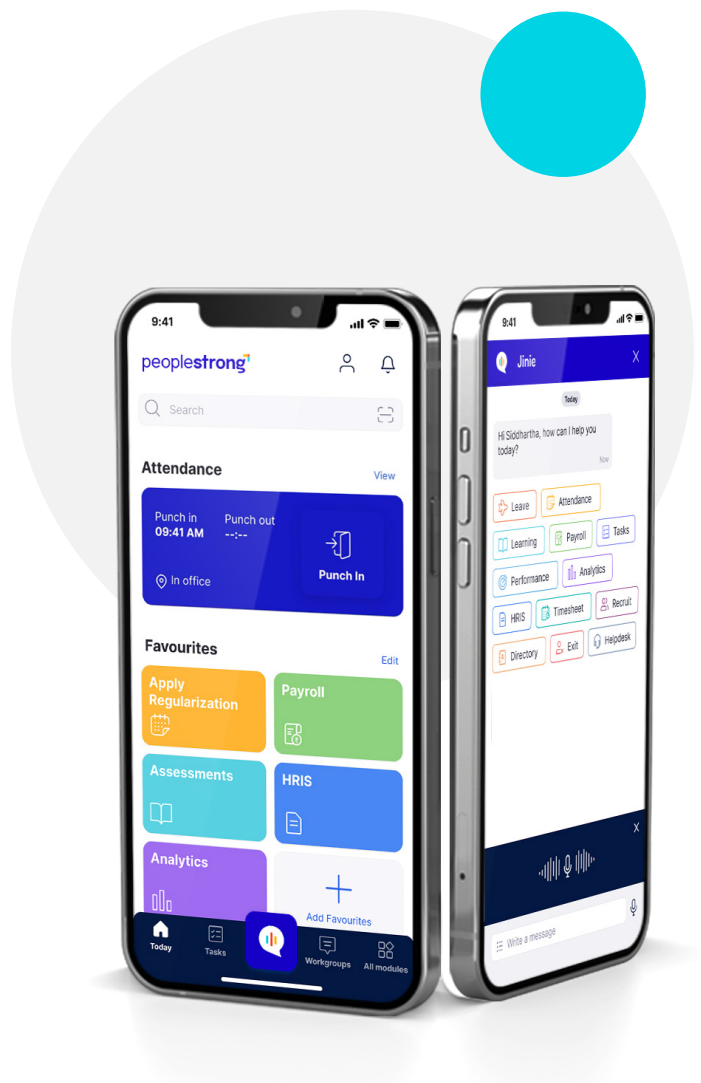 9:41
peoplestrong
Search
Attendance
View
Punch in
09:41 AM
Punch out
--:--
In office
Punch In
Favourites
Edit
Apply
Regularization
Payroll
Assessments
HRIS
Analytics
Add Favourites
Today
Tasks
Workgroups
All modules
9:41
Jinie
X
Today
Hi Siddhartha, how can I help you
today?
Now
Leave
Attendance
Learning
Payroll
Tasks
Performance
Analytics
HRIS
Timesheet
Recruit
Directory
Exit
Helpdesk
X
Write a message